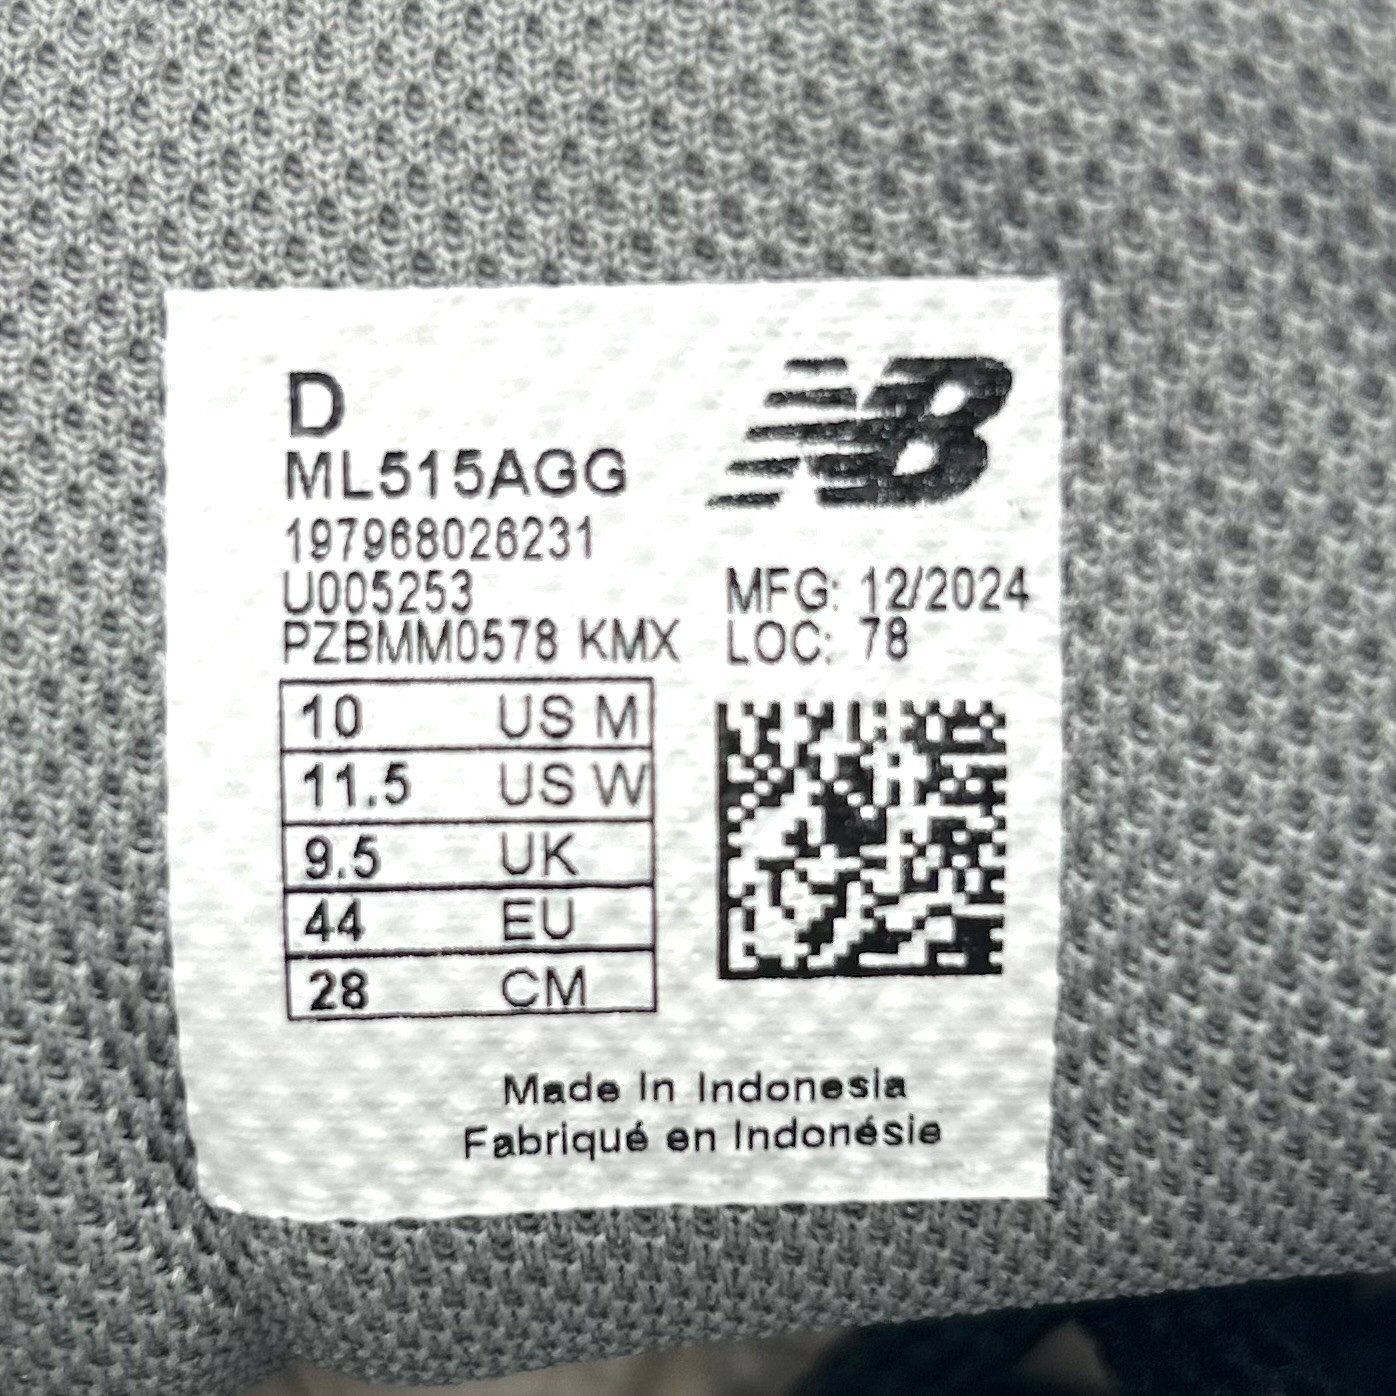 D
NB
ML515AGG
197968026231
U005253
MFG: 12/2024
PZBMM0578 KMX
LOC: 78
10 US M
11.5 US W
9.5 UK
44 EU
28 CM
Made In Indonesia
Fabriqué en Indonésie